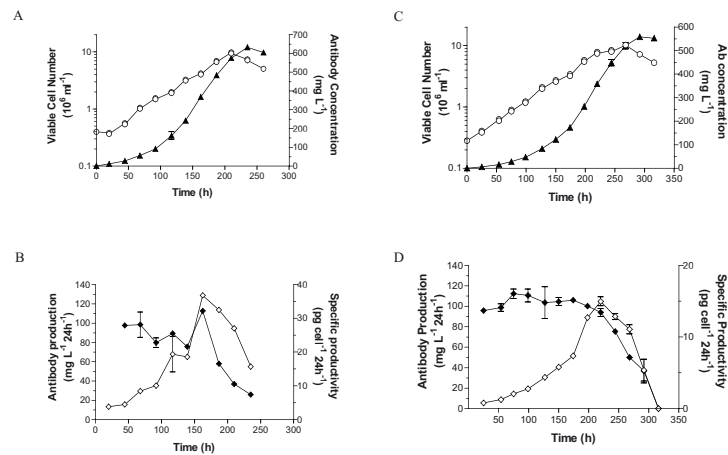 A
Viable Cell Number
(10⁶ ml⁻¹)
10
1
0.1
700
600
500
400
300
200
100
0
Antibody Concentration
(mg L⁻¹)
0 50 100 150 200 250 300
Time (h)
C
Viable Cell Number
(10⁶ ml⁻¹)
10
1
0.1
600
500
400
300
200
100
0
Ab concentration
(mg L⁻¹)
0 50 100 150 200 250 300 350
Time (h)
B
Antibody production
(mg L⁻¹ 24h⁻¹)
140
120
100
80
60
40
20
0
40
30
20
10
0
Specific productivity
(pg cell⁻¹ 24h⁻¹)
0 50 100 150 200 250 300
Time (h)
D
Antibody Production
(mg L⁻¹ 24h⁻¹)
140
120
100
80
60
40
20
0
20
10
0
Specific Productivity
(pg cell⁻¹ 24h⁻¹)
0 50 100 150 200 250 300 350
Time (h)